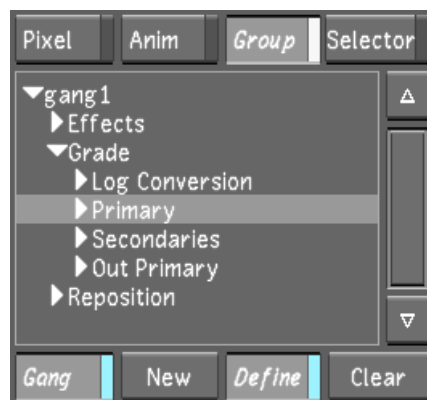 Pixel Anim Group Selector
gang1
Effects
Grade
Log Conversion
Primary
Secondaries
Out Primary
Reposition
Gang New Define Clear